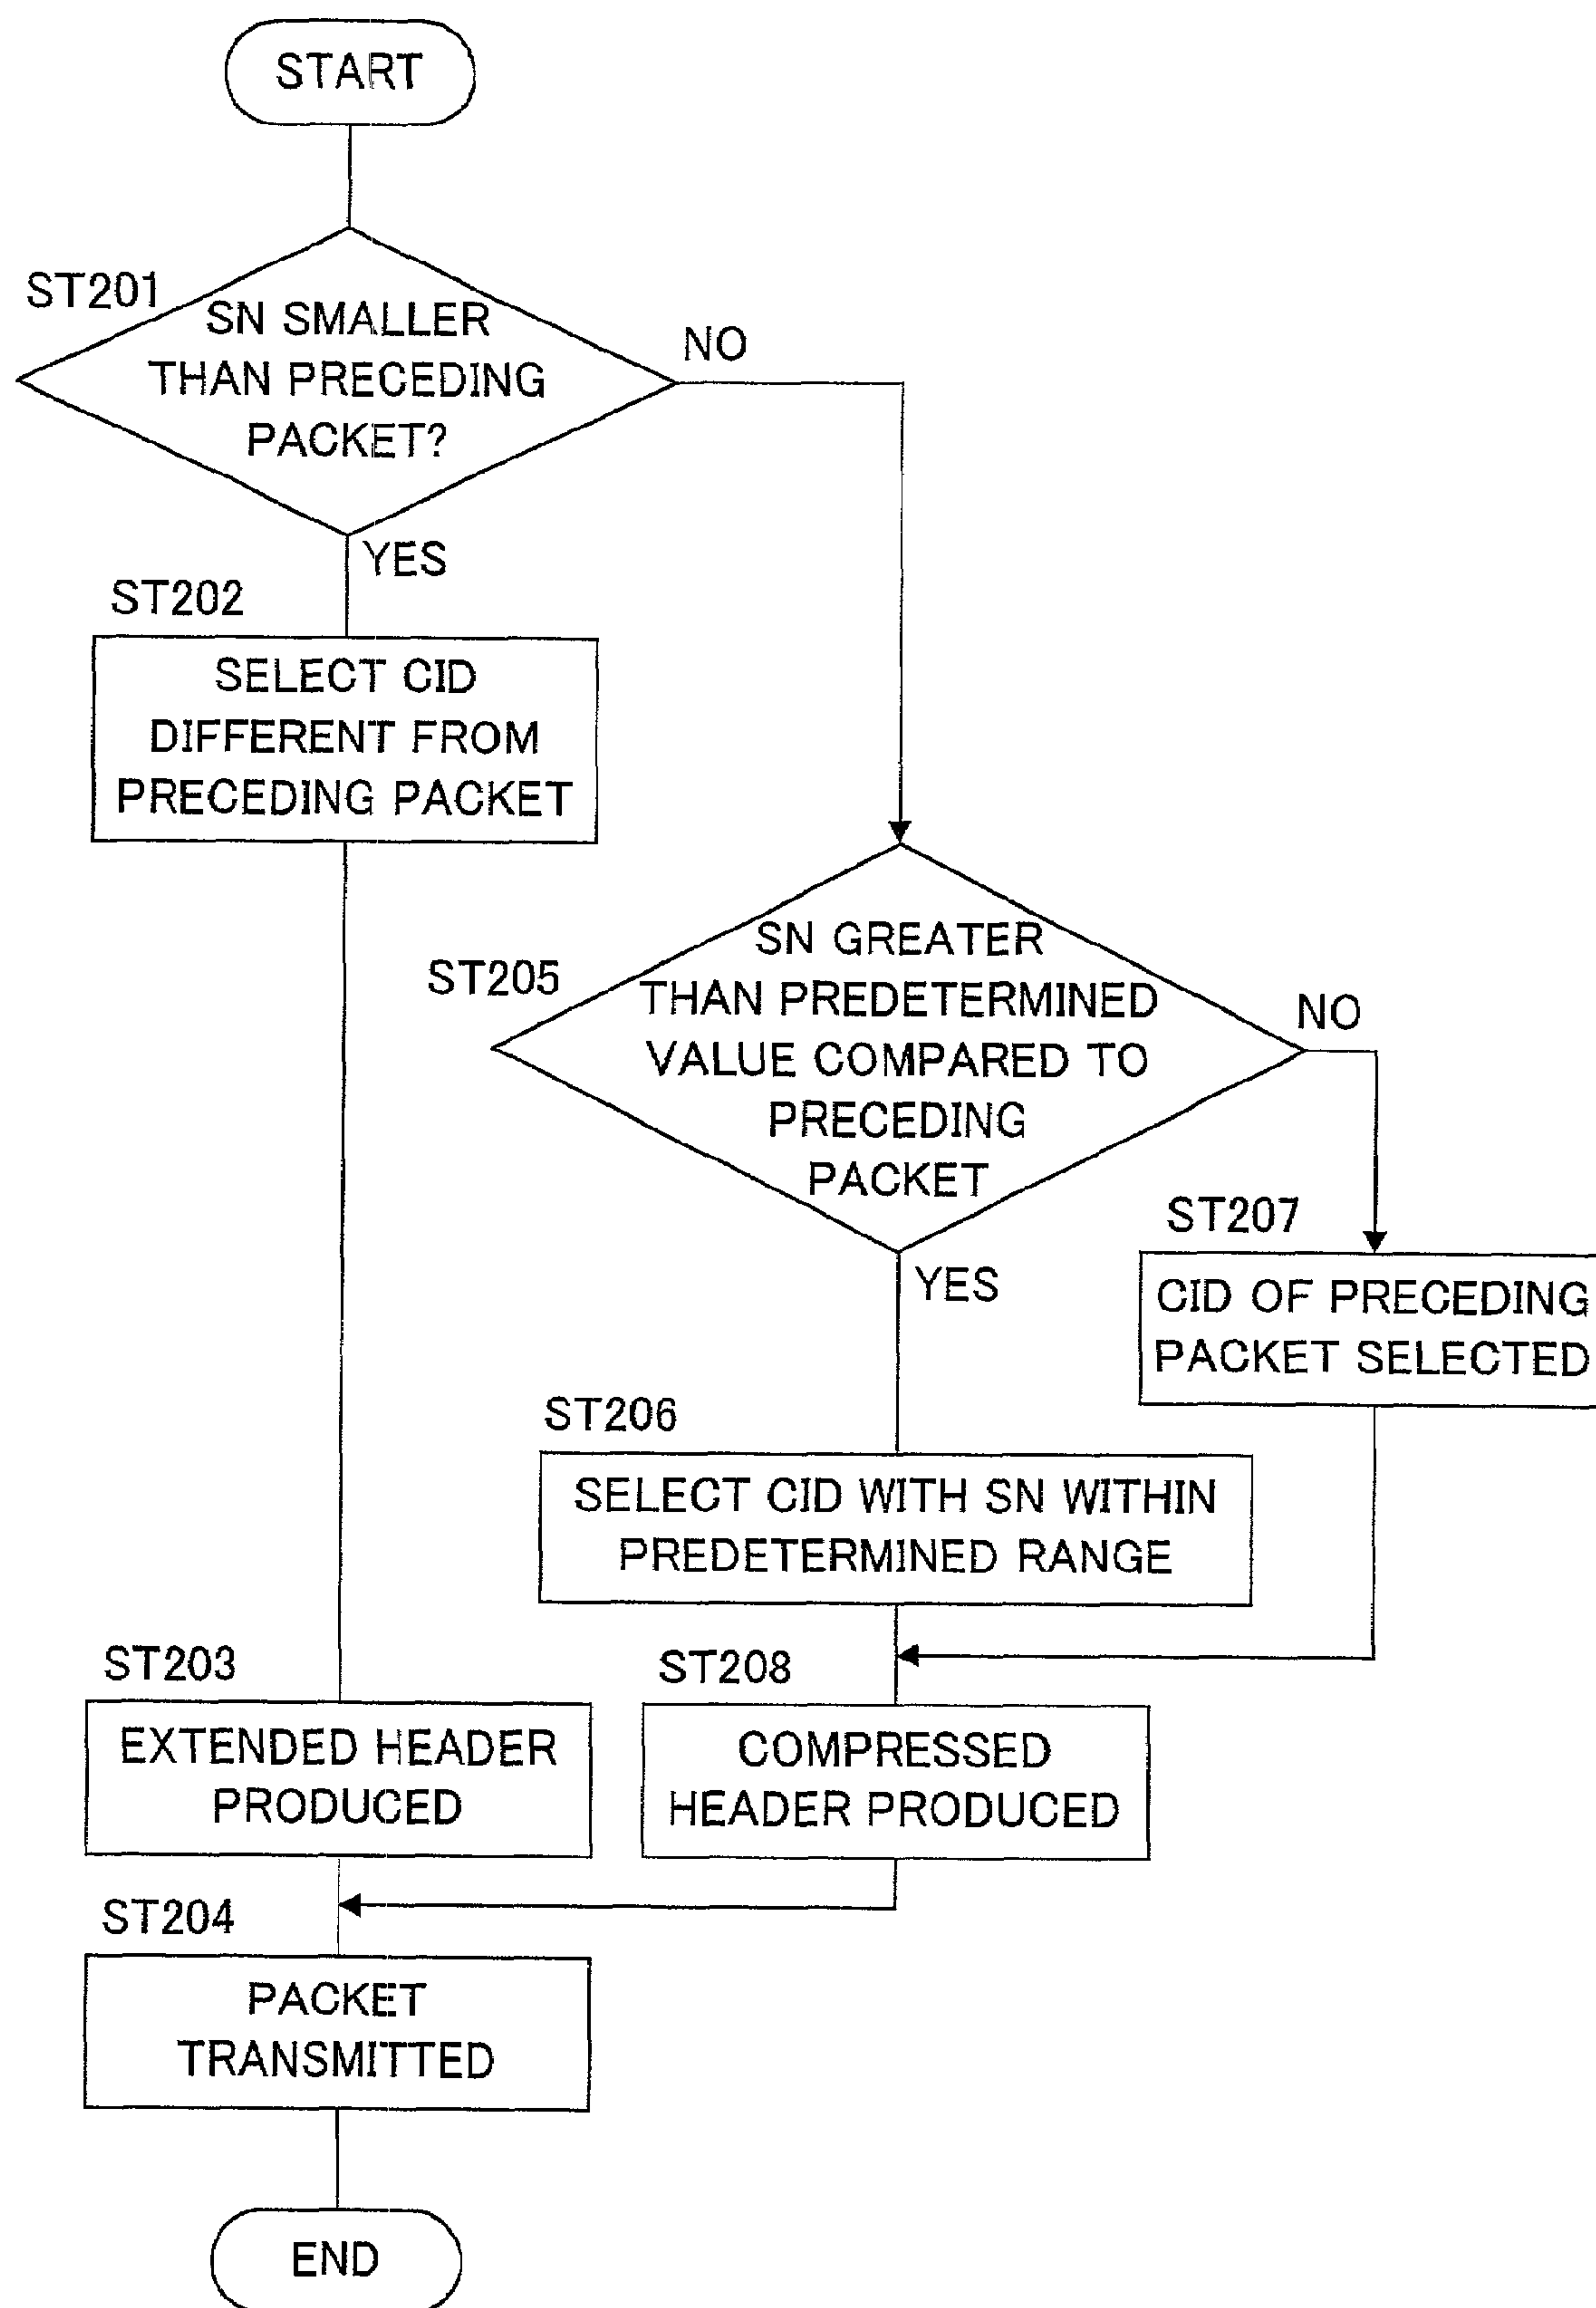 START
ST201
SN SMALLER
THAN PRECEDING
PACKET?
NO
YES
ST202
SELECT CID
DIFFERENT FROM
PRECEDING PACKET
ST205
SN GREATER
THAN PREDETERMINED
VALUE COMPARED TO
PRECEDING
PACKET
NO
YES
ST207
CID OF PRECEDING
PACKET SELECTED
ST206
SELECT CID WITH SN WITHIN
PREDETERMINED RANGE
ST203
EXTENDED HEADER
PRODUCED
ST208
COMPRESSED
HEADER PRODUCED
ST204
PACKET
TRANSMITTED
END